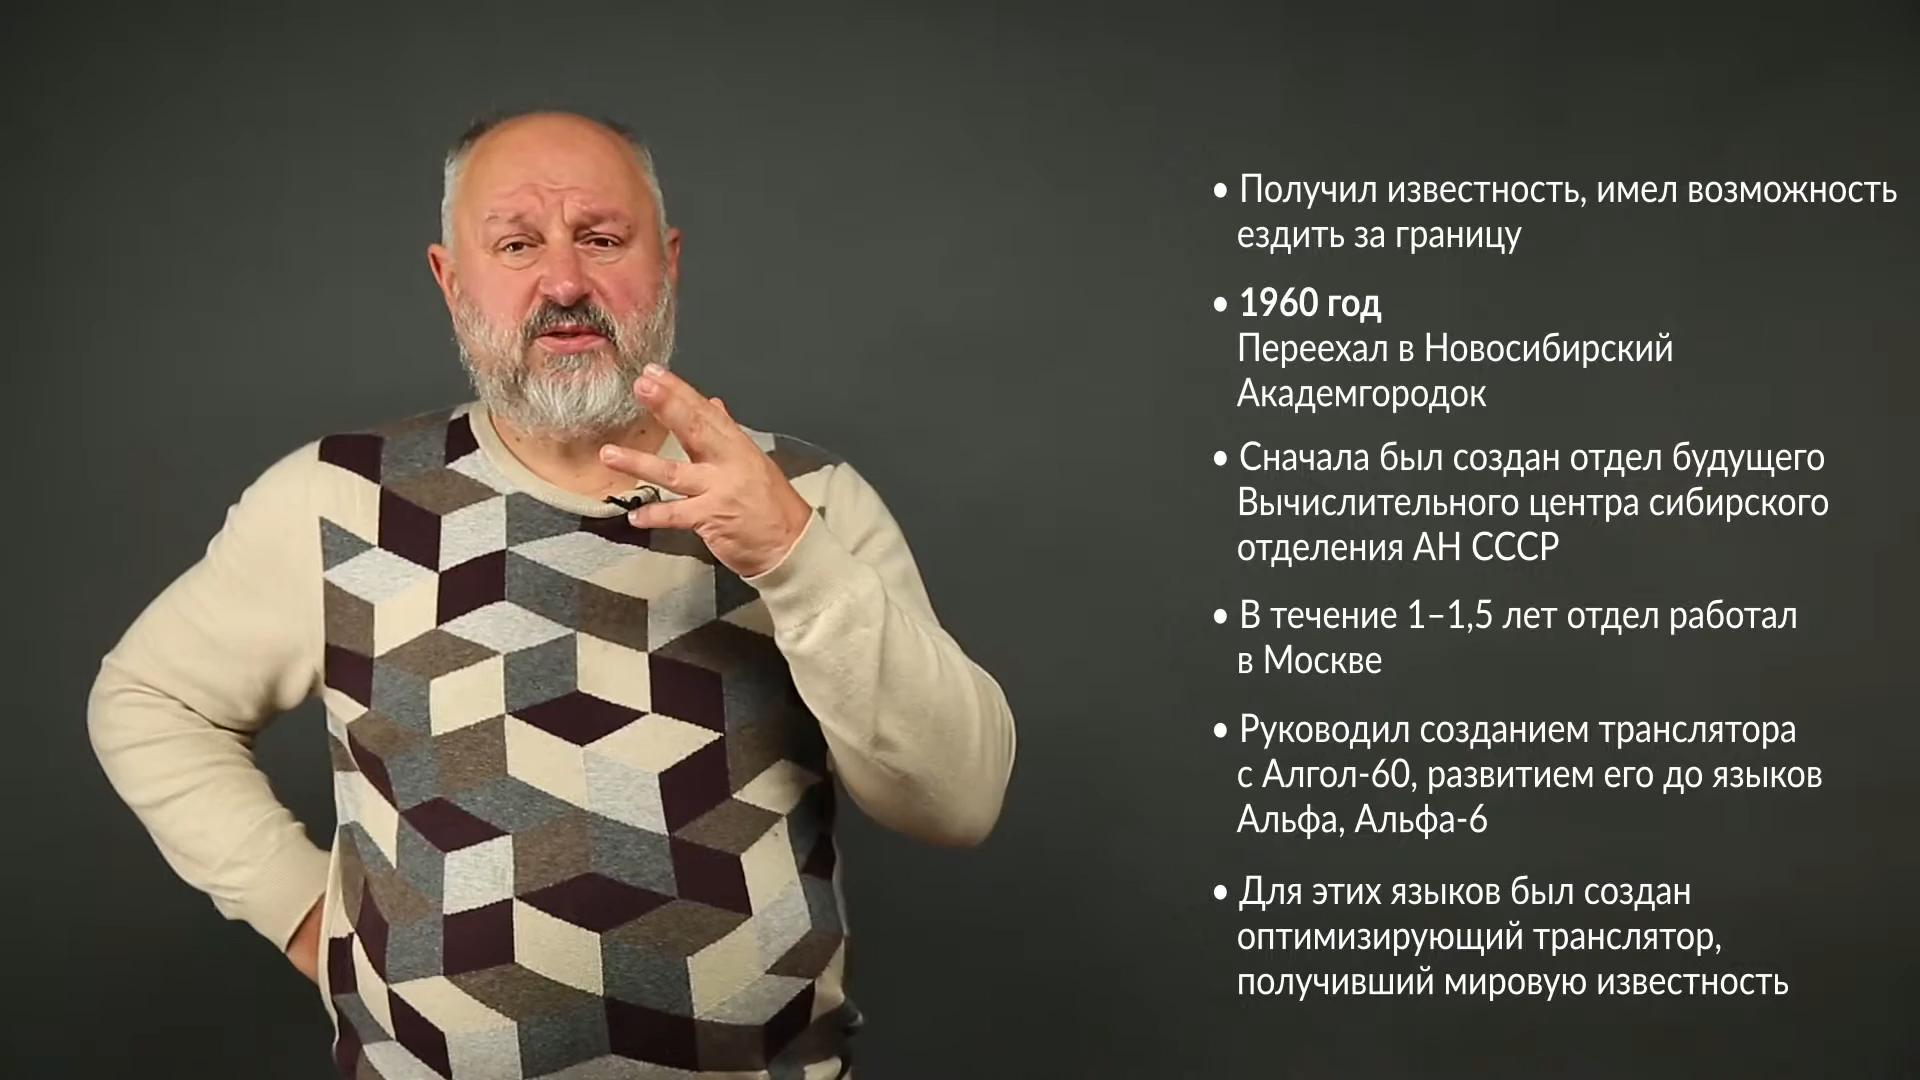 • Получил известность, имел возможность
ездить за границу
• 1960 год
Переехал в Новосибирский
Академгородок
• Сначала был создан отдел будущего
Вычислительного центра сибирского
отделения АН СССР
• В течение 1–1,5 лет отдел работал
в Москве
• Руководил созданием транслятора
с Алгол-60, развитием его до языков
Альфа, Альфа-6
• Для этих языков был создан
оптимизирующий транслятор,
получивший мировую известность